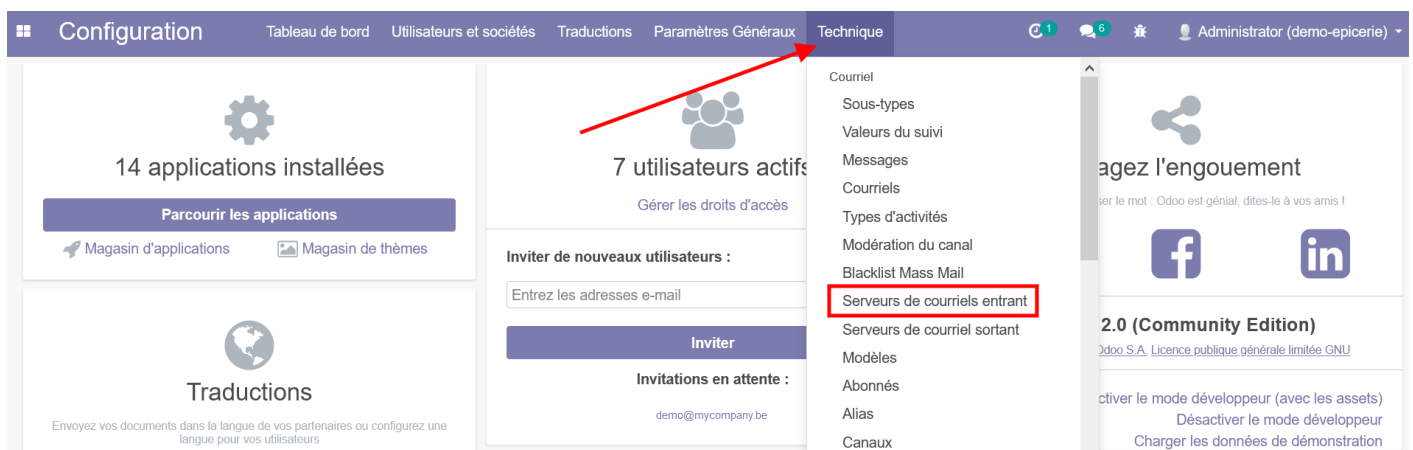 Configuration
Tableau de bord
Utilisateurs et sociétés
Traductions
Paramètres Généraux
Technique
1
6
Administrator (demo-epicerie)
14 applications installées
Parcourir les applications
Magasin d'applications
Magasin de thèmes
Traductions
Envoyez vos documents dans la langue de vos partenaires ou configurez une
langue pour vos utilisateurs
7 utilisateurs actifs
Gérer les droits d'accès
Inviter de nouveaux utilisateurs :
Entrez les adresses e-mail
Inviter
Invitations en attente :
demo@mycompany.be
Courriel
Sous-types
Valeurs du suivi
Messages
Courriels
Types d'activités
Modération du canal
Blacklist Mass Mail
Serveurs de courriels entrant
Serveurs de courriel sortant
Modèles
Abonnés
Alias
Canaux
agez l'engouement
ser le mot : Odoo est génial, dites-le à vos amis !
f
in
2.0 (Community Edition)
Odoo S.A. Licence publique générale limitée GNU
ctiver le mode développeur (avec les assets)
Désactiver le mode développeur
Charger les données de démonstration